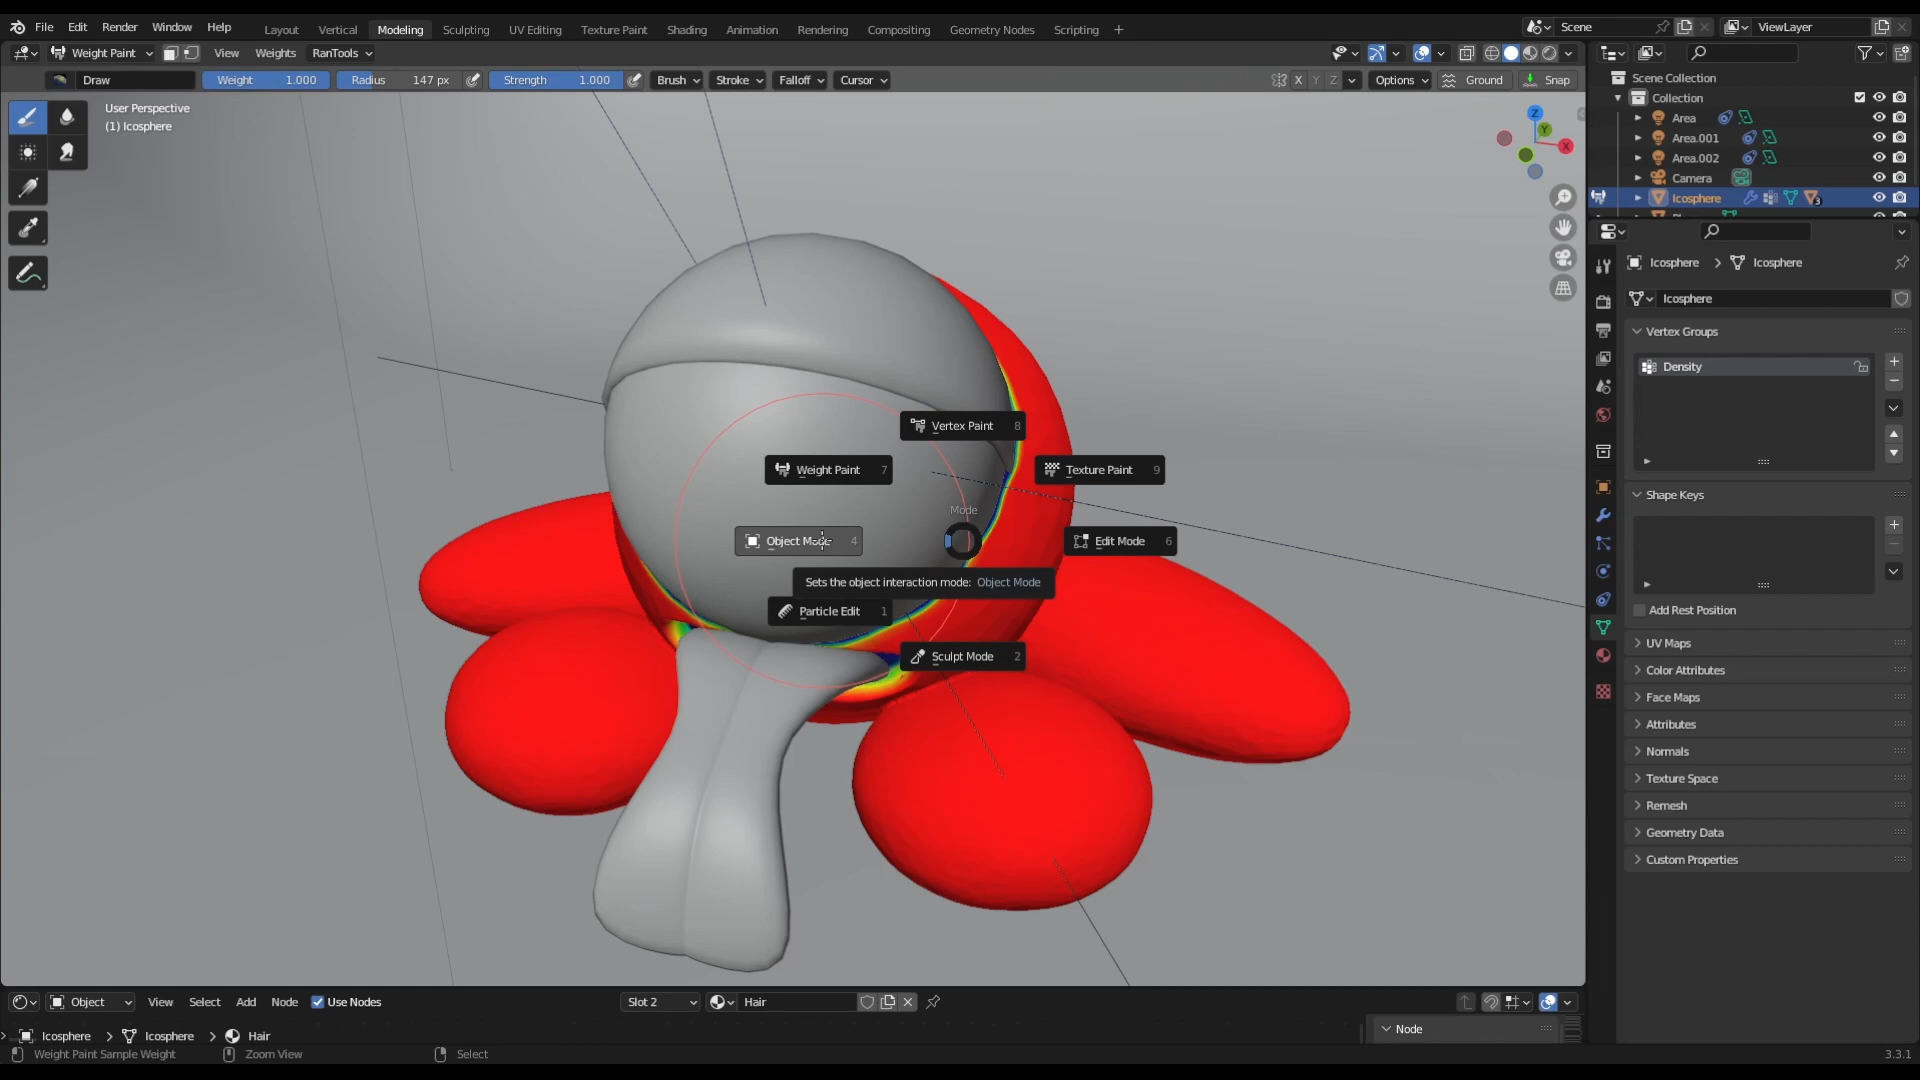 File Edit Render Window Help Layout Vertical Modeling Sculpting UV Editing Texture Paint Shading Animation Rendering Compositing Geometry Nodes Scripting + Scene ViewLayer
Weight Paint View Weights RanTools
Draw Weight 1.000 Radius 147 px Strength 1.000 Brush Stroke Falloff Cursor X Y Z Options Ground Snap
User Perspective
(1) Icosphere
Z
Y
X
Scene Collection
Collection
Area
Area.001
Area.002
Camera
Icosphere
3
Icosphere > Icosphere
Icosphere
Vertex Groups
Density
Shape Keys
Add Rest Position
UV Maps
Color Attributes
Face Maps
Attributes
Normals
Texture Space
Remesh
Geometry Data
Custom Properties
Vertex Paint 8
Weight Paint 7
Texture Paint 9
Mode
Object Mode 4
Edit Mode 6
Sets the object interaction mode: Object Mode
Particle Edit 1
Sculpt Mode 2
Object View Select Add Node Use Nodes Slot 2 Hair
Icosphere > Icosphere > Hair
Node
Weight Paint Sample Weight Zoom View Select
3.3.1